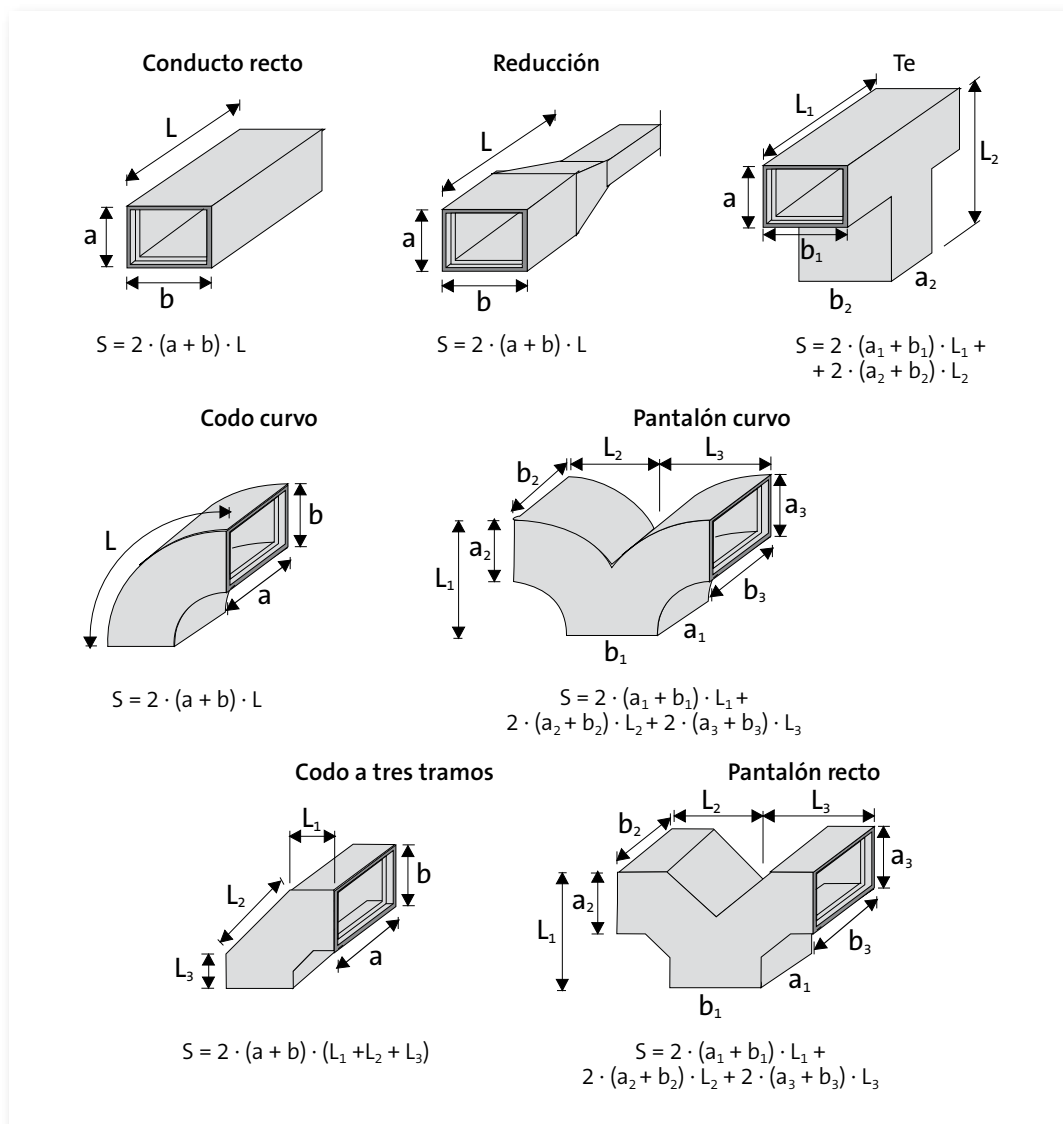 Conducto recto
L
a
b
S = 2 · (a + b) · L
Reducción
L
a
b
S = 2 · (a + b) · L
Te
L₁
L₂
a
b₁
a₂
b₂
S = 2 · (a₁ + b₁) · L₁ +
+ 2 · (a₂ + b₂) · L₂
Codo curvo
L
b
a
S = 2 · (a + b) · L
Pantalón curvo
L₂
L₃
b₂
a₃
a₂
L₁
b₃
a₁
b₁
S = 2 · (a₁ + b₁) · L₁ +
2 · (a₂ + b₂) · L₂ + 2 · (a₃ + b₃) · L₃
Codo a tres tramos
L₁
b
L₂
a
L₃
S = 2 · (a + b) · (L₁ +L₂ + L₃)
Pantalón recto
L₂
L₃
b₂
a₃
a₂
L₁
b₃
a₁
b₁
S = 2 · (a₁ + b₁) · L₁ +
2 · (a₂ + b₂) · L₂ + 2 · (a₃ + b₃) · L₃